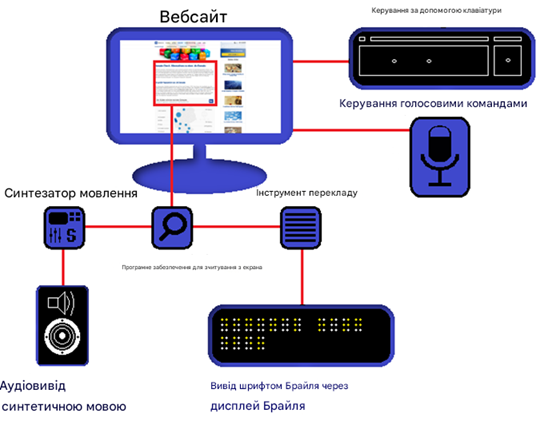 Вебсайт
Керування за допомогою клавіатури
Керування голосовими командами
Синтезатор мовлення
Інструмент перекладу
Програмне забезпечення для зчитування з екрана
Аудіовивід
синтетичною мовою
Вивід шрифтом Брайля через
дисплей Брайля